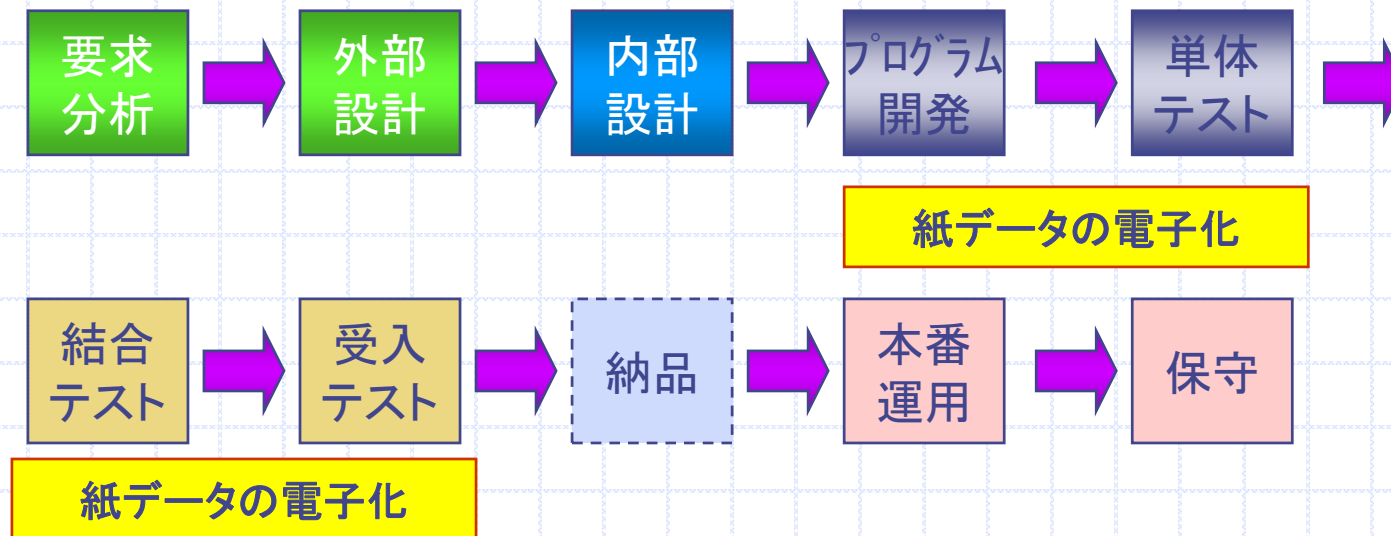 要求
分析
外部
設計
内部
設計
プログラム
開発
単体
テスト
紙データの電子化
結合
テスト
受入
テスト
納品
本番
運用
保守
紙データの電子化